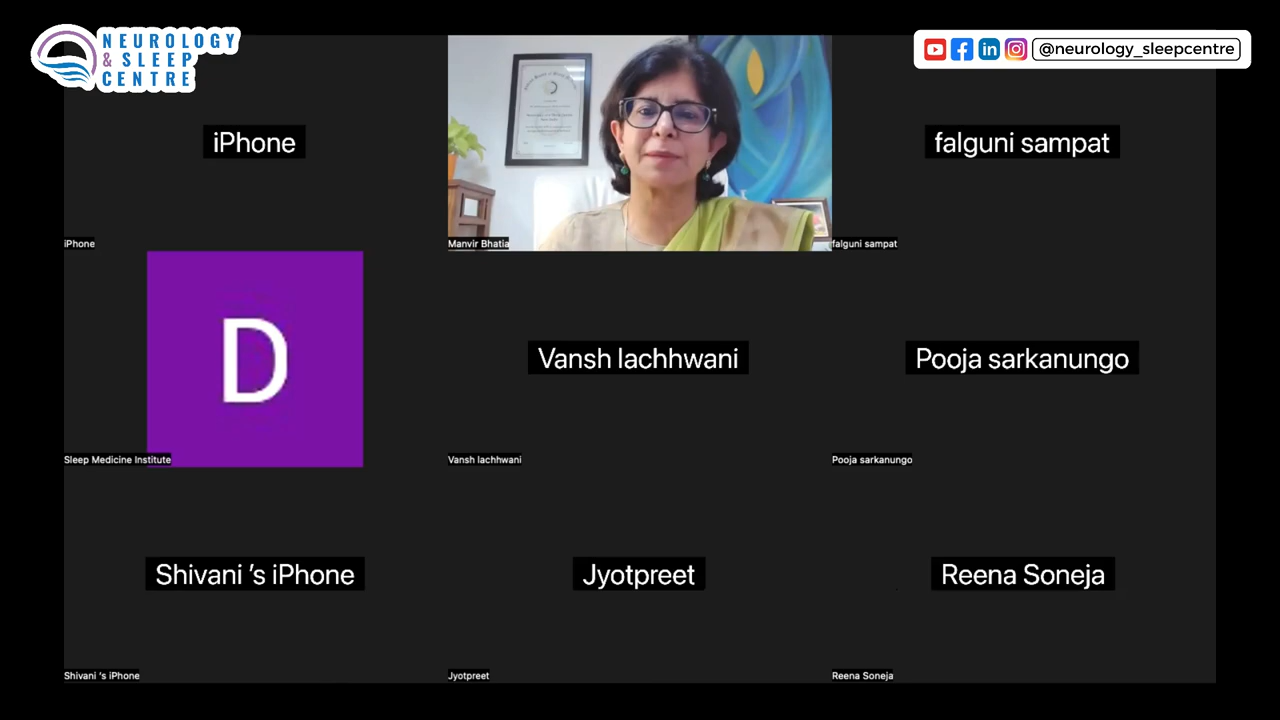 NEUROLOGY
& SLEEP
CENTRE
@neurology_sleepcentre
iPhone
falguni sampat
iPhone
Manvir Bhatia
falguni sampat
D
Vansh lachhwani
Pooja sarkanungo
Sleep Medicine Institute
Vansh lachhwani
Pooja sarkanungo
Shivani 's iPhone
Jyotpreet
Reena Soneja
Shivani 's iPhone
Jyotpreet
Reena Soneja